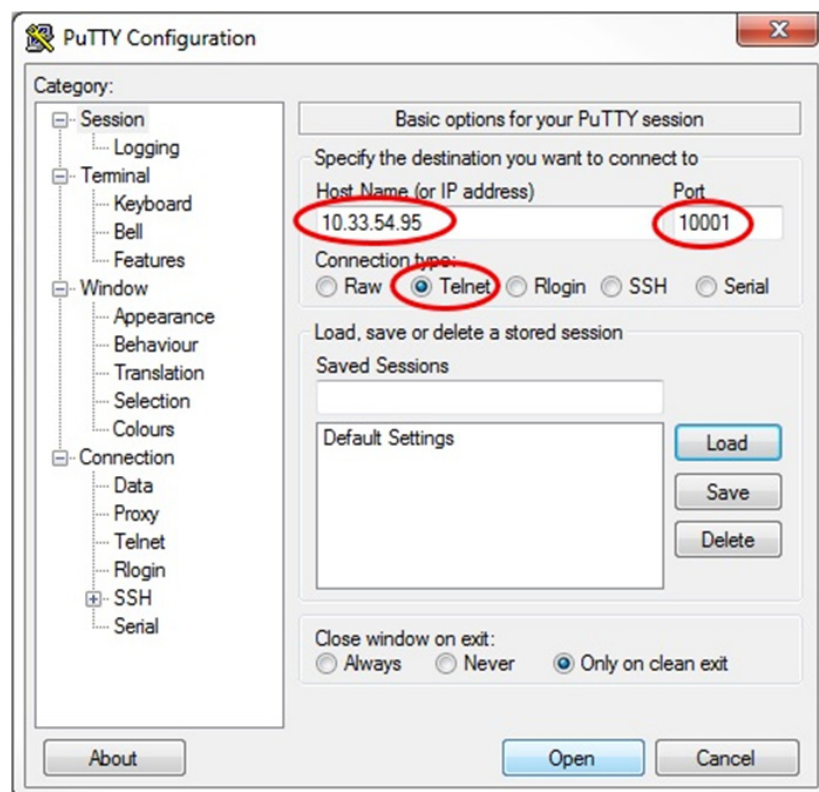 PuTTY Configuration
Category:
Session
Logging
Terminal
Keyboard
Bell
Features
Window
Appearance
Behaviour
Translation
Selection
Colours
Connection
Data
Proxy
Telnet
Rlogin
SSH
Serial
Basic options for your PuTTY session
Specify the destination you want to connect to
Host Name (or IP address) Port
10.33.54.95 10001
Connection type:
Raw Telnet Rlogin SSH Serial
Load, save or delete a stored session
Saved Sessions
Default Settings
Load
Save
Delete
Close window on exit:
Always Never Only on clean exit
About Open Cancel